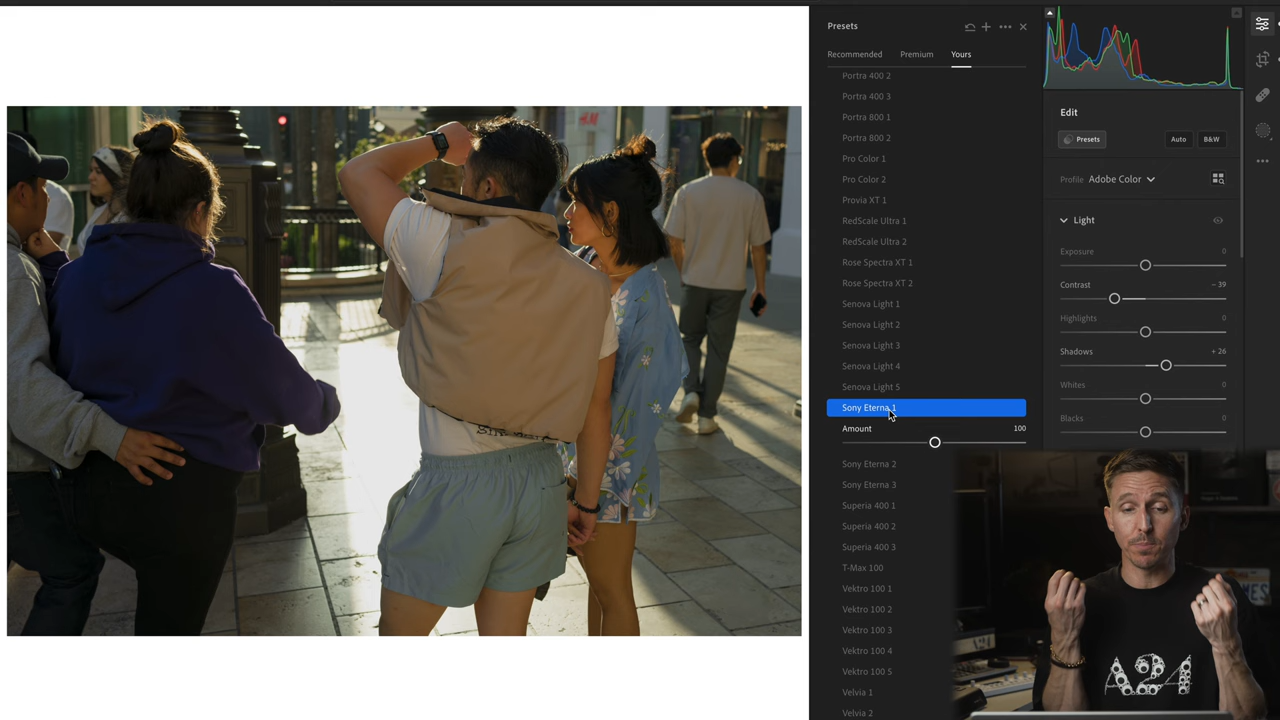 Presets
Recommended Premium Yours
Portra 400 2
Portra 400 3
Portra 800 1
Portra 800 2
Pro Color 1
Pro Color 2
Provia XT 1
RedScale Ultra 1
RedScale Ultra 2
Rose Spectra XT 1
Rose Spectra XT 2
Senova Light 1
Senova Light 2
Senova Light 3
Senova Light 4
Senova Light 5
Sony Eterna 1
Amount 100
Sony Eterna 2
Sony Eterna 3
Superia 400 1
Superia 400 2
Superia 400 3
T-Max 100
Vektro 100 1
Vektro 100 2
Vektro 100 3
Vektro 100 4
Vektro 100 5
Velvia 1
Velvia 2
Edit
Presets Auto B&W
Profile Adobe Color
Light
Exposure 0
Contrast − 39
Highlights 0
Shadows + 26
Whites 0
Blacks 0
H&M
A24